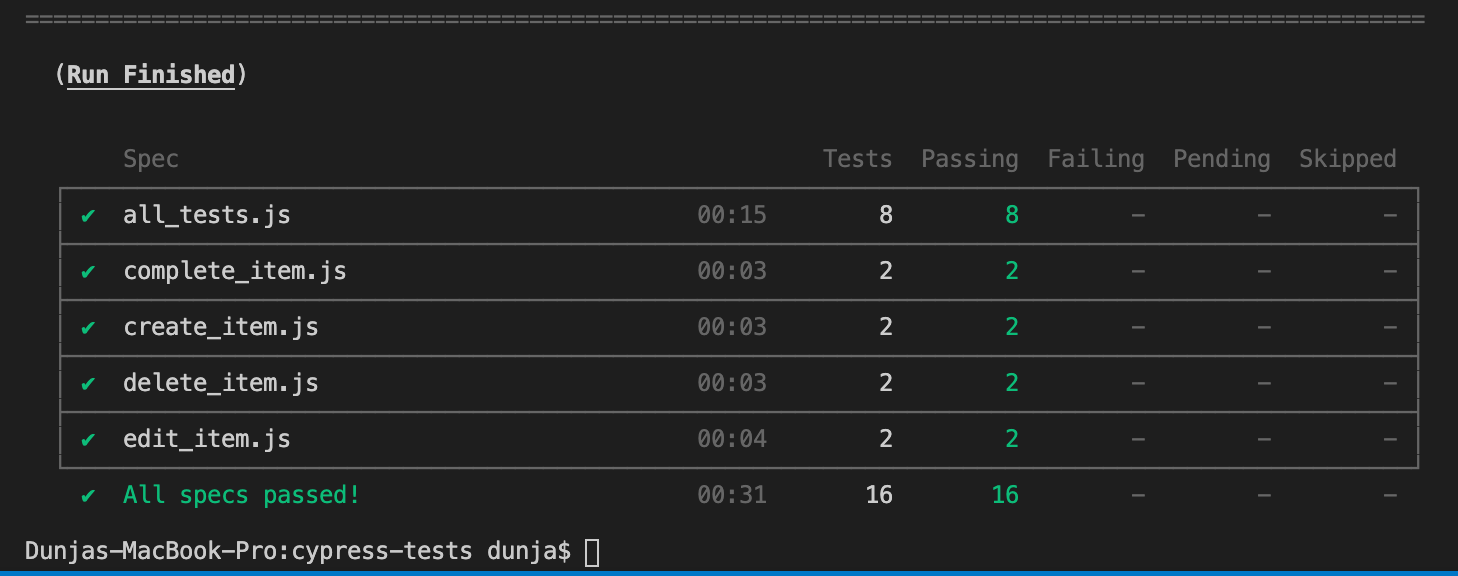 (Run Finished)
Spec Tests Passing Failing Pending Skipped
✔ all_tests.js 00:15 8 8 – – –
✔ complete_item.js 00:03 2 2 – – –
✔ create_item.js 00:03 2 2 – – –
✔ delete_item.js 00:03 2 2 – – –
✔ edit_item.js 00:04 2 2 – – –
✔ All specs passed! 00:31 16 16 – – –
Dunjas-MacBook-Pro:cypress-tests dunja$